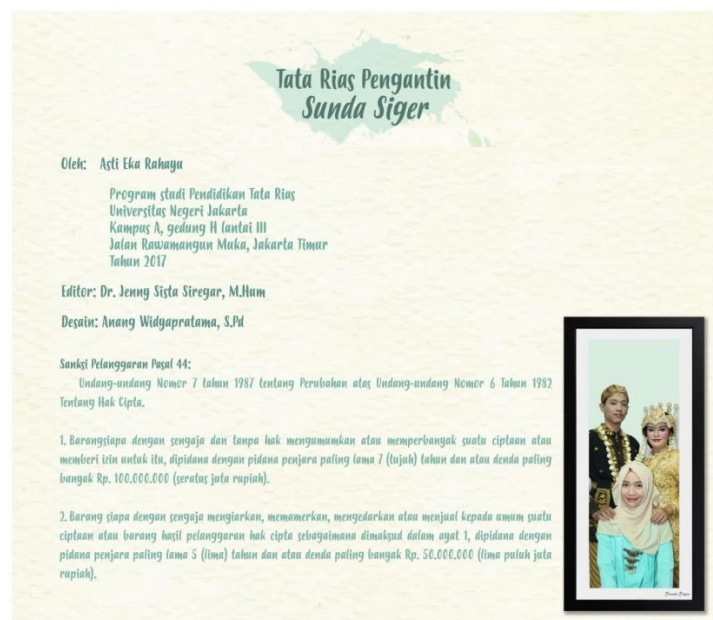 Tata Rias Pengantin
Sunda Siger
Oleh: Asti Eka Rahayu
Program studi Pendidikan Tata Rias
Universitas Negeri Jakarta
Kampus A, gedung H lantai III
Jalan Rawamangun Muka, Jakarta Timur
Tahun 2017
Editor: Dr. Jenny Sista Siregar, M.Hum
Desain: Anang Widyapratama, S.Pd
Sanksi Pelanggaran Pasal 44:
Undang-undang Nomor 7 tahun 1987 tentang Perubahan atas Undang-undang Nomor 6 Tahun 1982
Tentang Hak Cipta.
1. Barangsiapa dengan sengaja dan tanpa hak mengumumkan atau memperbanyak suatu ciptaan atau
memberi izin untuk itu, dipidana dengan pidana penjara paling lama 7 (tujuh) tahun dan atau denda paling
banyak Rp. 100.000.000 (seratus juta rupiah).
2. Barang siapa dengan sengaja menyiarkan, memamerkan, mengedarkan atau menjual kepada umum suatu
ciptaan atau barang hasil pelanggaran hak cipta sebagaimana dimaksud dalam ayat 1, dipidana dengan
pidana penjara paling lama 5 (lima) tahun dan atau denda paling banyak Rp. 50.000.000 (lima puluh juta
rupiah).